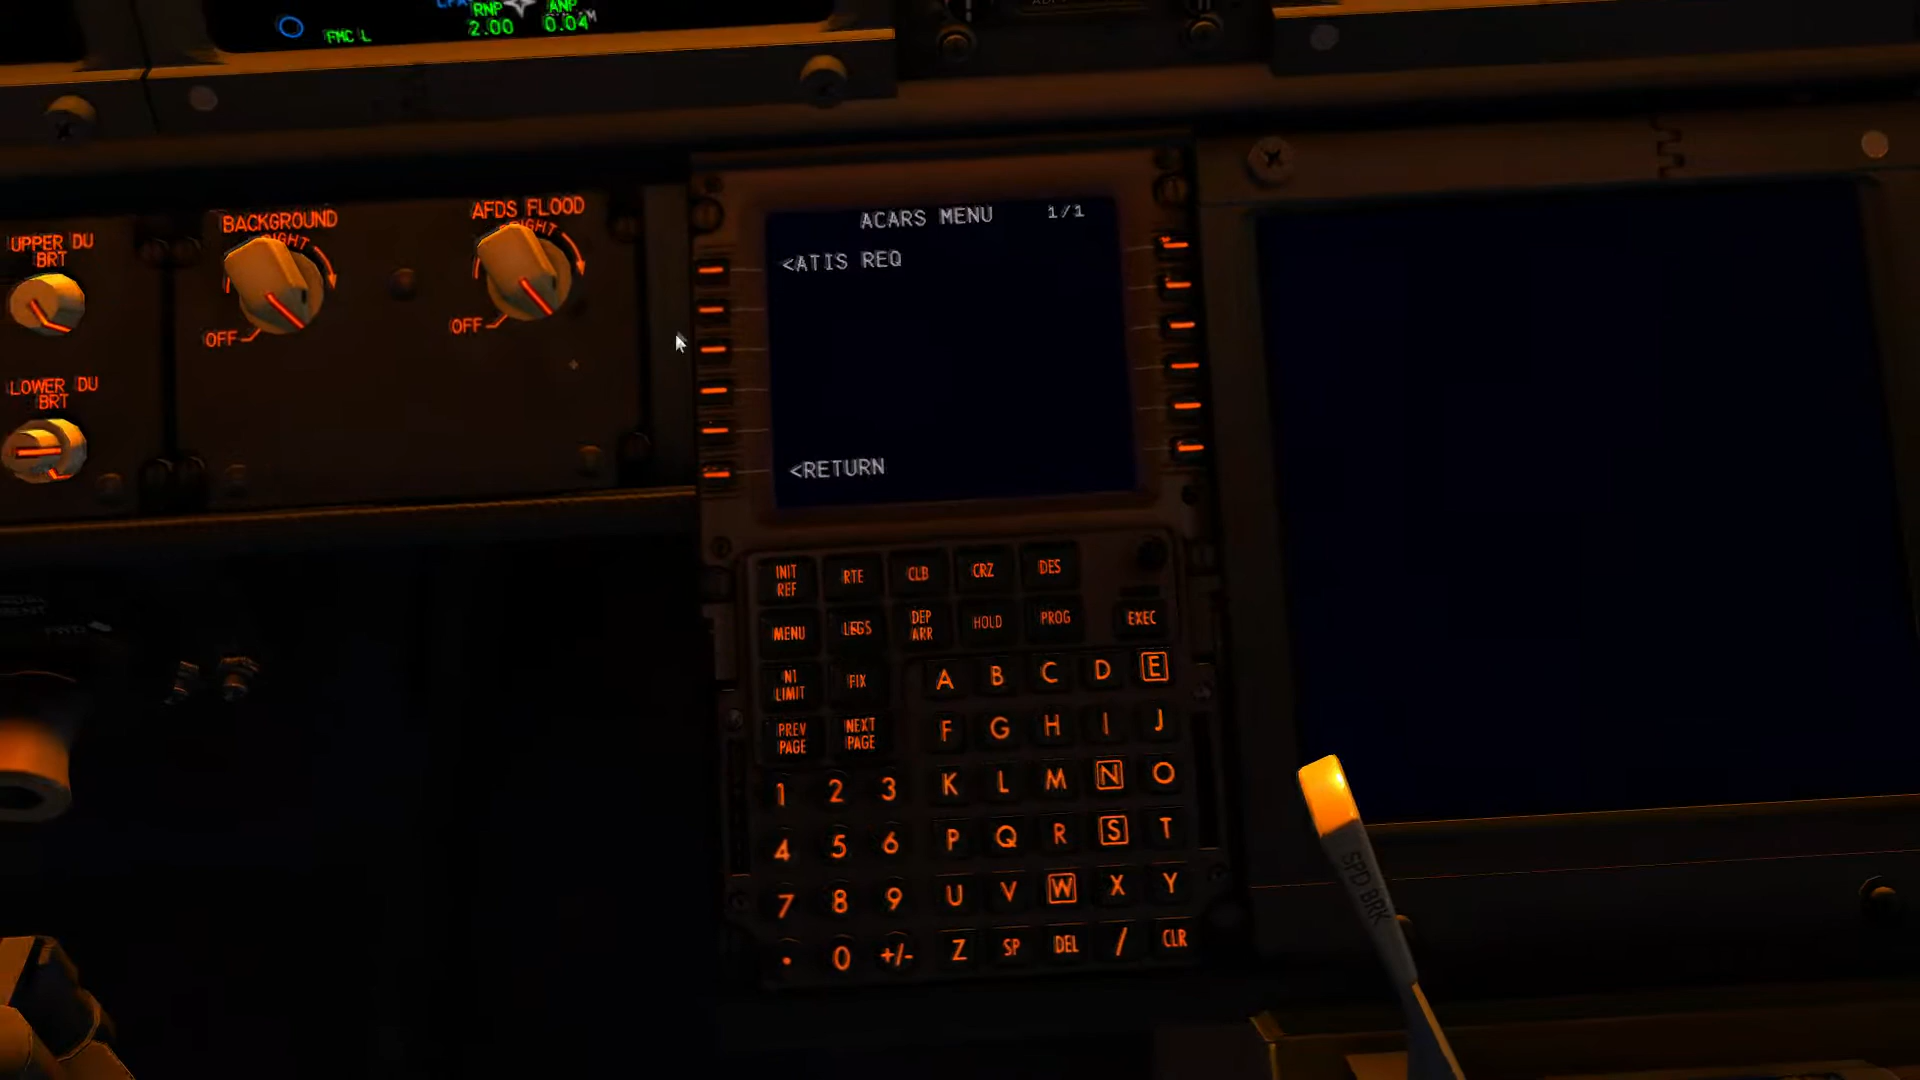 RNP ANP
2.00 0.04
FMC L
BACKGROUND
AFDS FLOOD
UPPER DU
BRT
OFF
OFF
LOWER DU
BRT
ACARS MENU 1/1
<ATIS REQ
<RETURN
INIT
REF
RTE
CLB
CRZ
DES
MENU
LEGS
DEP
ARR
HOLD
PROG
EXEC
N1
LIMIT
FIX
A B C D E
PREV
PAGE
NEXT
PAGE
F G H I J
1 2 3 K L M N O
4 5 6 P Q R S T
7 8 9 U V W X Y
. 0 +/- Z SP DEL / CLR
SPD BRK